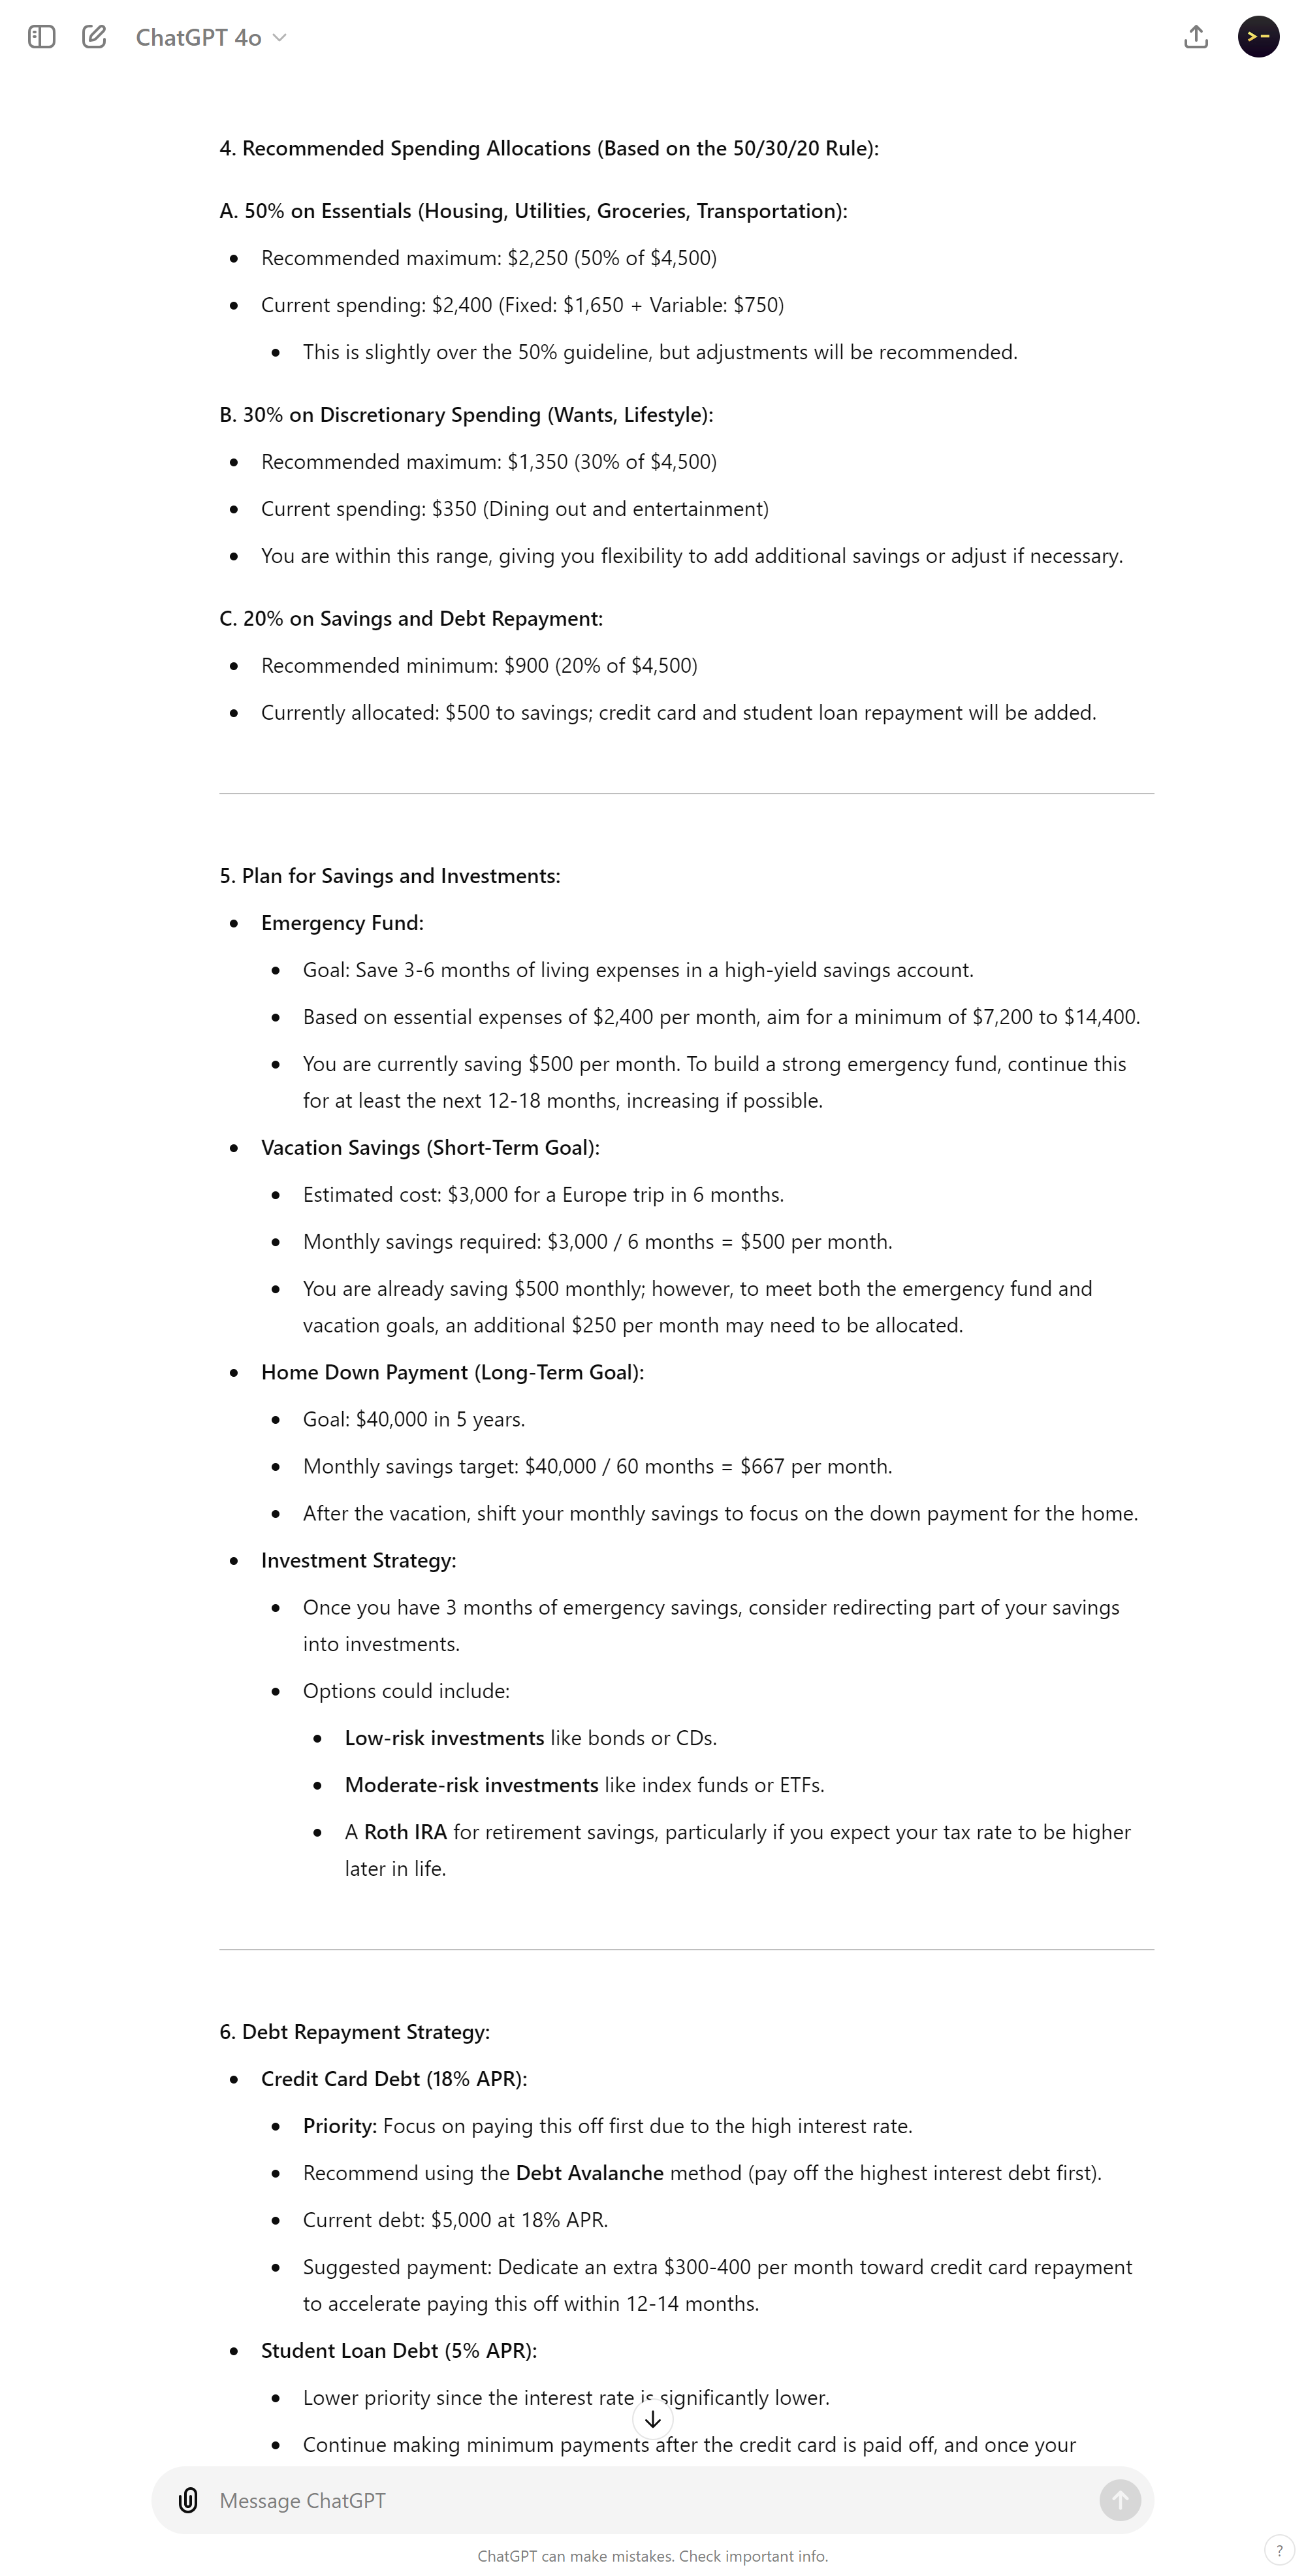 ChatGPT 4o
4. Recommended Spending Allocations (Based on the 50/30/20 Rule):
A. 50% on Essentials (Housing, Utilities, Groceries, Transportation):
Recommended maximum: $2,250 (50% of $4,500)
Current spending: $2,400 (Fixed: $1,650 + Variable: $750)
This is slightly over the 50% guideline, but adjustments will be recommended.
B. 30% on Discretionary Spending (Wants, Lifestyle):
Recommended maximum: $1,350 (30% of $4,500)
Current spending: $350 (Dining out and entertainment)
You are within this range, giving you flexibility to add additional savings or adjust if necessary.
C. 20% on Savings and Debt Repayment:
Recommended minimum: $900 (20% of $4,500)
Currently allocated: $500 to savings; credit card and student loan repayment will be added.
5. Plan for Savings and Investments:
Emergency Fund:
Goal: Save 3-6 months of living expenses in a high-yield savings account.
Based on essential expenses of $2,400 per month, aim for a minimum of $7,200 to $14,400.
You are currently saving $500 per month. To build a strong emergency fund, continue this
for at least the next 12-18 months, increasing if possible.
Vacation Savings (Short-Term Goal):
Estimated cost: $3,000 for a Europe trip in 6 months.
Monthly savings required: $3,000 / 6 months = $500 per month.
You are already saving $500 monthly; however, to meet both the emergency fund and
vacation goals, an additional $250 per month may need to be allocated.
Home Down Payment (Long-Term Goal):
Goal: $40,000 in 5 years.
Monthly savings target: $40,000 / 60 months = $667 per month.
After the vacation, shift your monthly savings to focus on the down payment for the home.
Investment Strategy:
Once you have 3 months of emergency savings, consider redirecting part of your savings
into investments.
Options could include:
Low-risk investments like bonds or CDs.
Moderate-risk investments like index funds or ETFs.
A Roth IRA for retirement savings, particularly if you expect your tax rate to be higher
later in life.
6. Debt Repayment Strategy:
Credit Card Debt (18% APR):
Priority: Focus on paying this off first due to the high interest rate.
Recommend using the Debt Avalanche method (pay off the highest interest debt first).
Current debt: $5,000 at 18% APR.
Suggested payment: Dedicate an extra $300-400 per month toward credit card repayment
to accelerate paying this off within 12-14 months.
Student Loan Debt (5% APR):
Lower priority since the interest rate is significantly lower.
Continue making minimum payments after the credit card is paid off, and once your
Message ChatGPT
ChatGPT can make mistakes. Check important info.
?